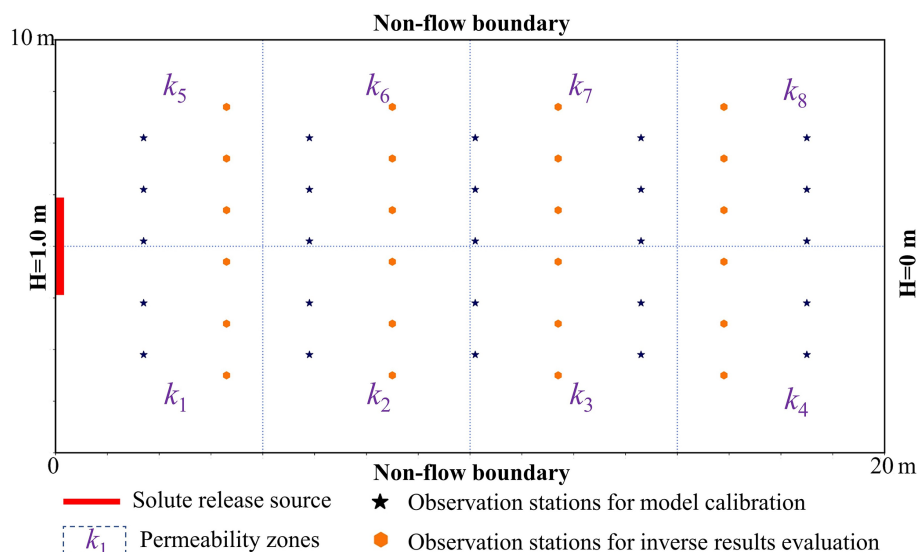 Non-flow boundary
10 m
k5
k6
k7
k8
H=1.0 m
H=0 m
k1
k2
k3
k4
0
Non-flow boundary
20 m
Solute release source
Observation stations for model calibration
k1
Permeability zones
Observation stations for inverse results evaluation